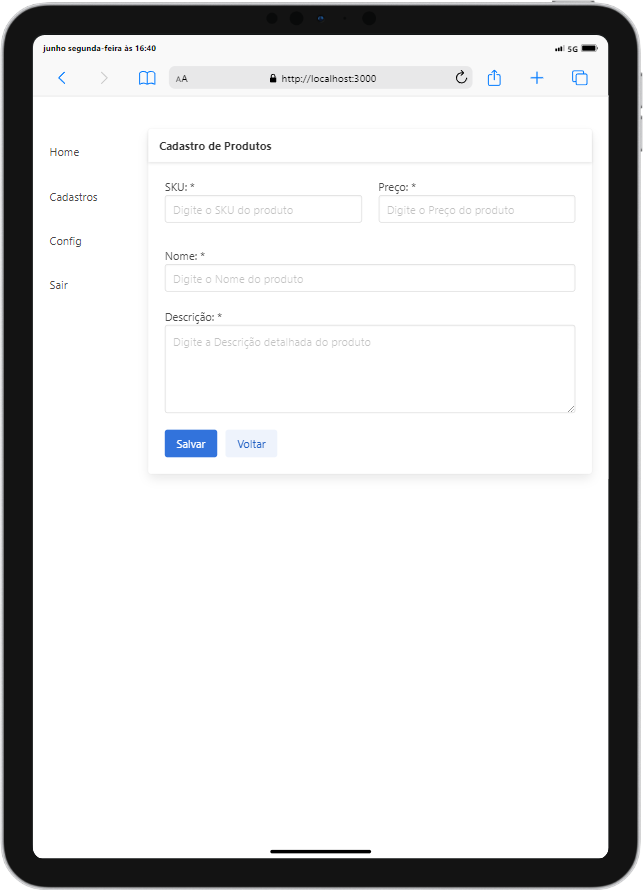 junho segunda-feira às 16:40
5G
AA
http://localhost:3000
Home
Cadastros
Config
Sair
Cadastro de Produtos
SKU: * Preço: *
Digite o SKU do produto Digite o Preço do produto
Nome: *
Digite o Nome do produto
Descrição: *
Digite a Descrição detalhada do produto
Salvar Voltar